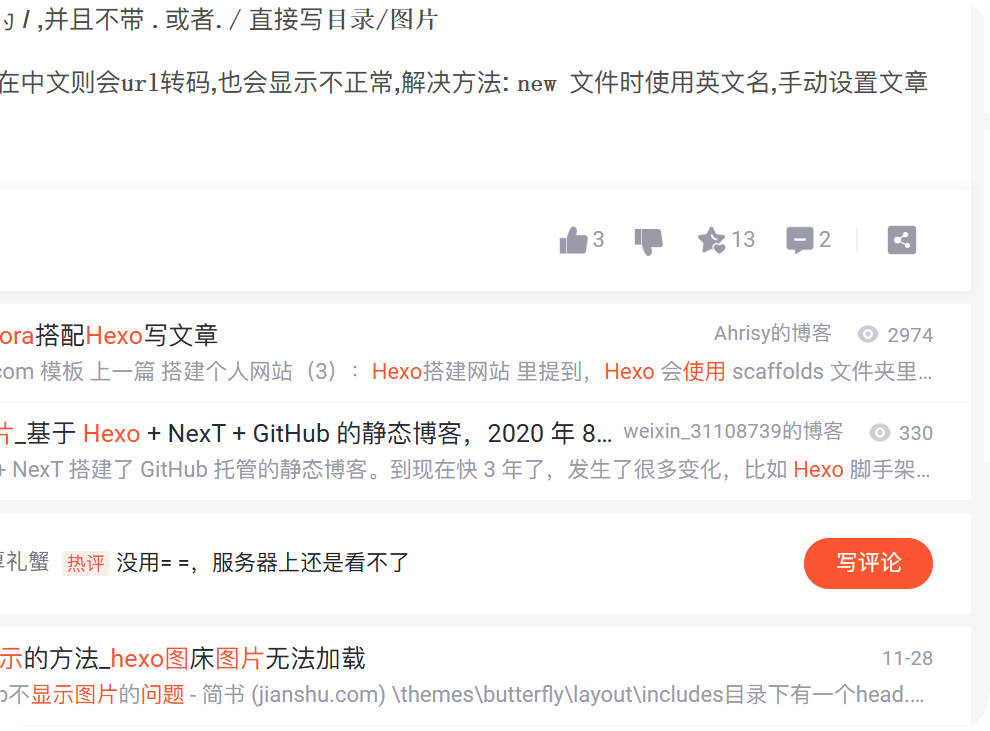 / ,并且不带 . 或者. / 直接写目录/图片
在中文则会url转码,也会显示不正常,解决方法: new 文件时使用英文名,手动设置文章
3 13 2
ora搭配Hexo写文章 Ahrisy的博客 2974
com 模板 上一篇 搭建个人网站（3）：Hexo搭建网站 里提到，Hexo 会使用 scaffolds 文件夹里...
片_基于 Hexo + NexT + GitHub 的静态博客，2020 年 8... weixin_31108739的博客 330
+ NexT 搭建了 GitHub 托管的静态博客。到现在快 3 年了，发生了很多变化，比如 Hexo 脚手架...
礼蟹 热评 没用= =，服务器上还是看不了 写评论
示的方法_hexo图床图片无法加载 11-28
不显示图片的问题 - 简书 (jianshu.com) \themes\butterfly\layout\includes目录下有一个head....